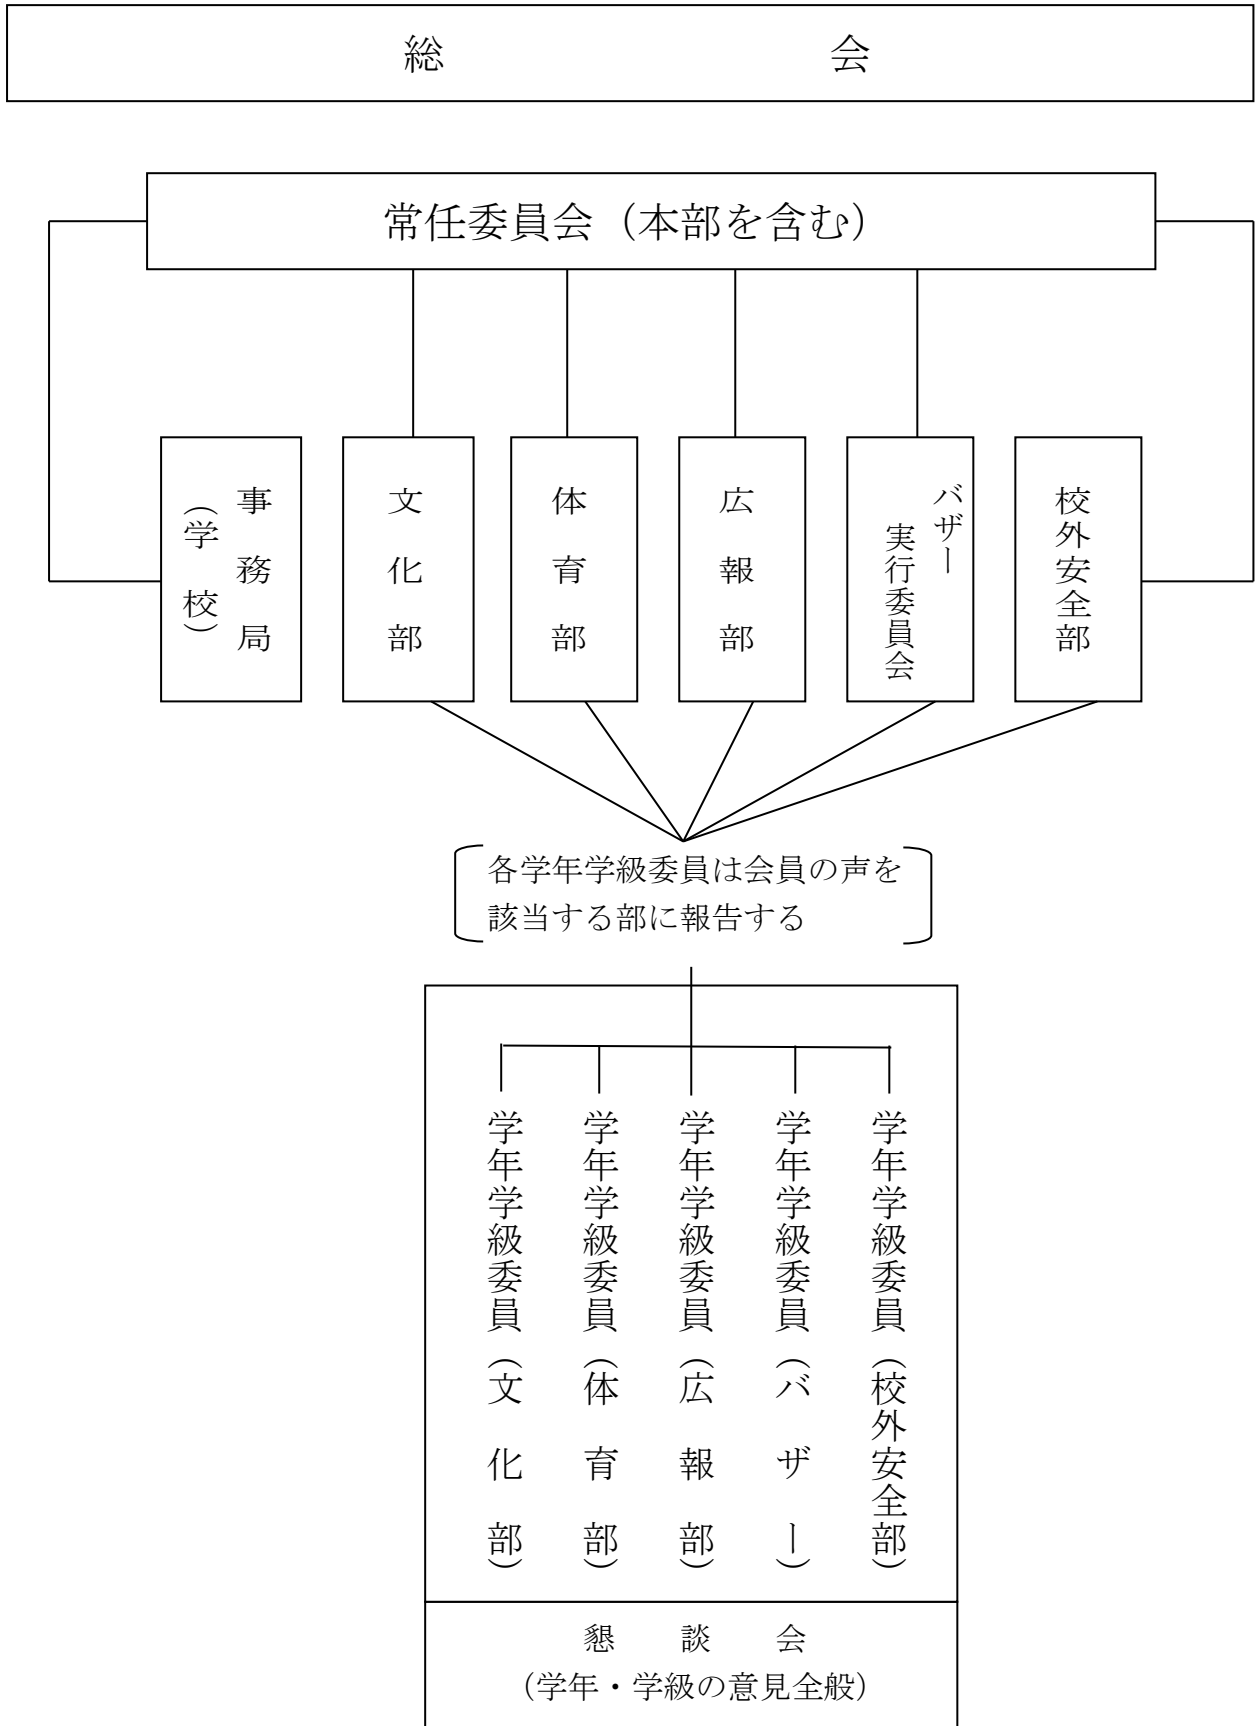 総会
常任委員会（本部を含む）
事務局
（学校）
文化部
体育部
広報部
バザー
実行委員会
校外安全部
各学年学級委員は会員の声を
該当する部に報告する
学年学級委員（文化部）
学年学級委員（体育部）
学年学級委員（広報部）
学年学級委員（バザー）
学年学級委員（校外安全部）
懇談会
（学年・学級の意見全般）